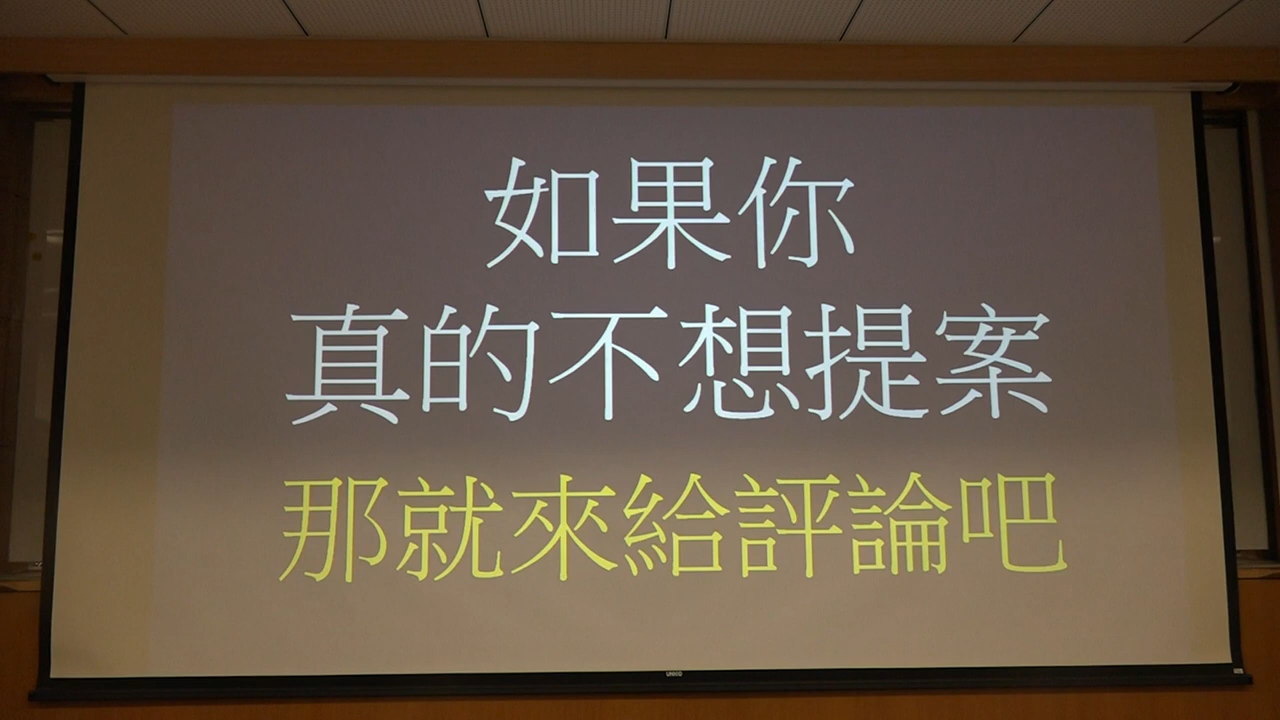 如果你
真的不想提案
那就來給評論吧